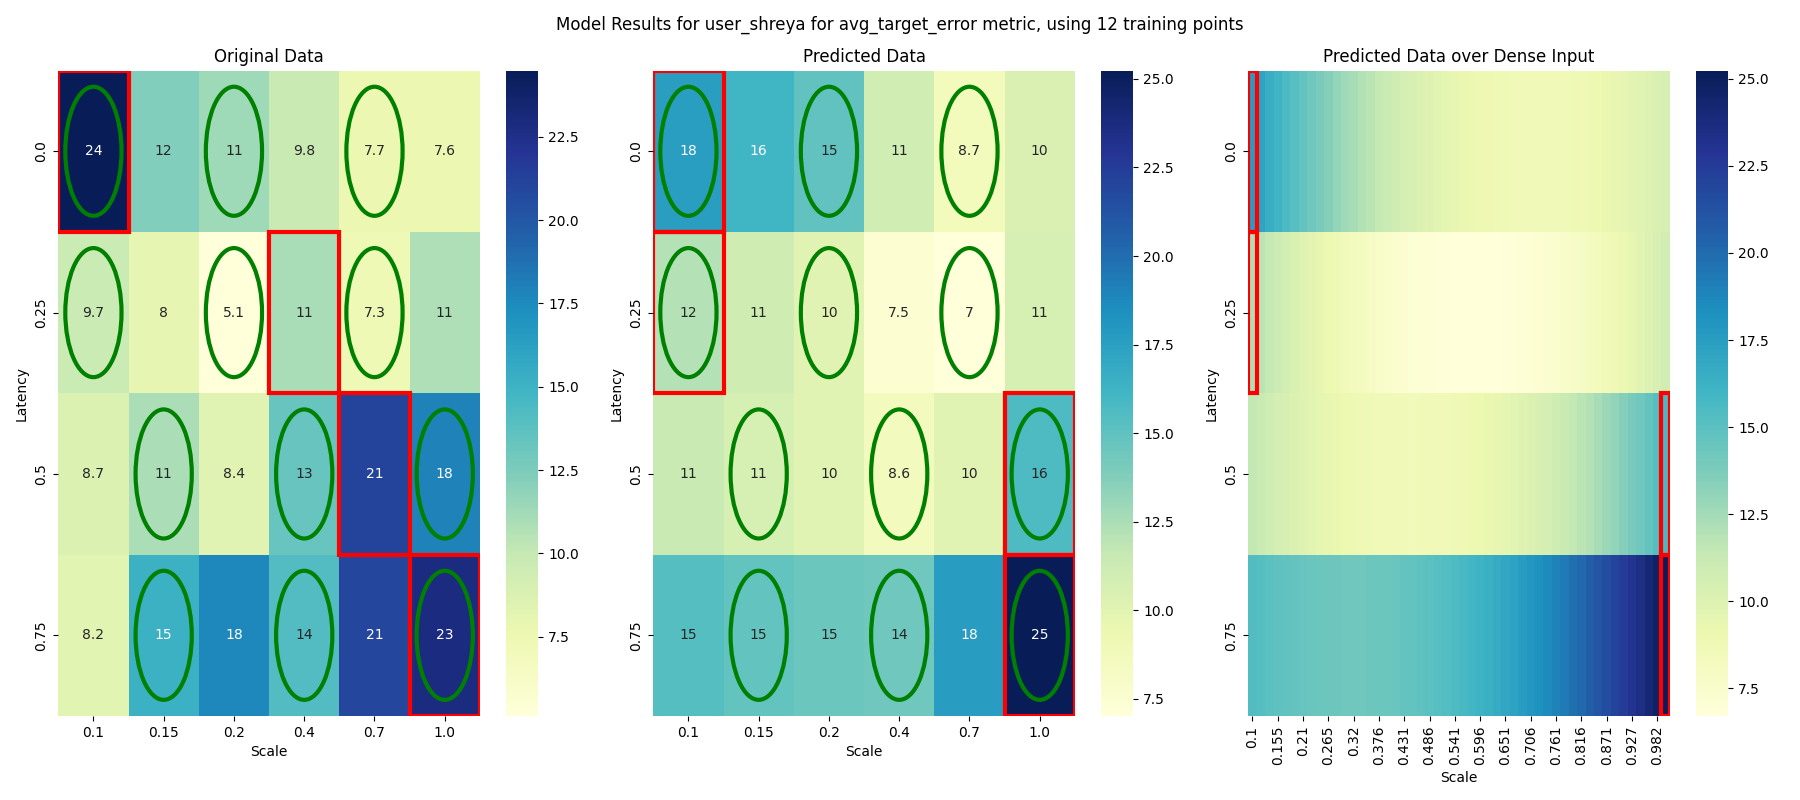 Model Results for user_shreya for avg_target_error metric, using 12 training points
Original Data
Latency
0.0 24 12 11 9.8 7.7 7.6
0.25 9.7 8 5.1 11 7.3 11
0.5 8.7 11 8.4 13 21 18
0.75 8.2 15 18 14 21 23
0.1 0.15 0.2 0.4 0.7 1.0
Scale
22.5
20.0
17.5
15.0
12.5
10.0
7.5
Predicted Data
Latency
0.0 18 16 15 11 8.7 10
0.25 12 11 10 7.5 7 11
0.5 11 11 10 8.6 10 16
0.75 15 15 15 14 18 25
0.1 0.15 0.2 0.4 0.7 1.0
Scale
25.0
22.5
20.0
17.5
15.0
12.5
10.0
7.5
Predicted Data over Dense Input
Latency
0.0
0.25
0.5
0.75
0.1 0.155 0.21 0.265 0.32 0.376 0.431 0.486 0.541 0.596 0.651 0.706 0.761 0.816 0.871 0.927 0.982
Scale
25.0
22.5
20.0
17.5
15.0
12.5
10.0
7.5